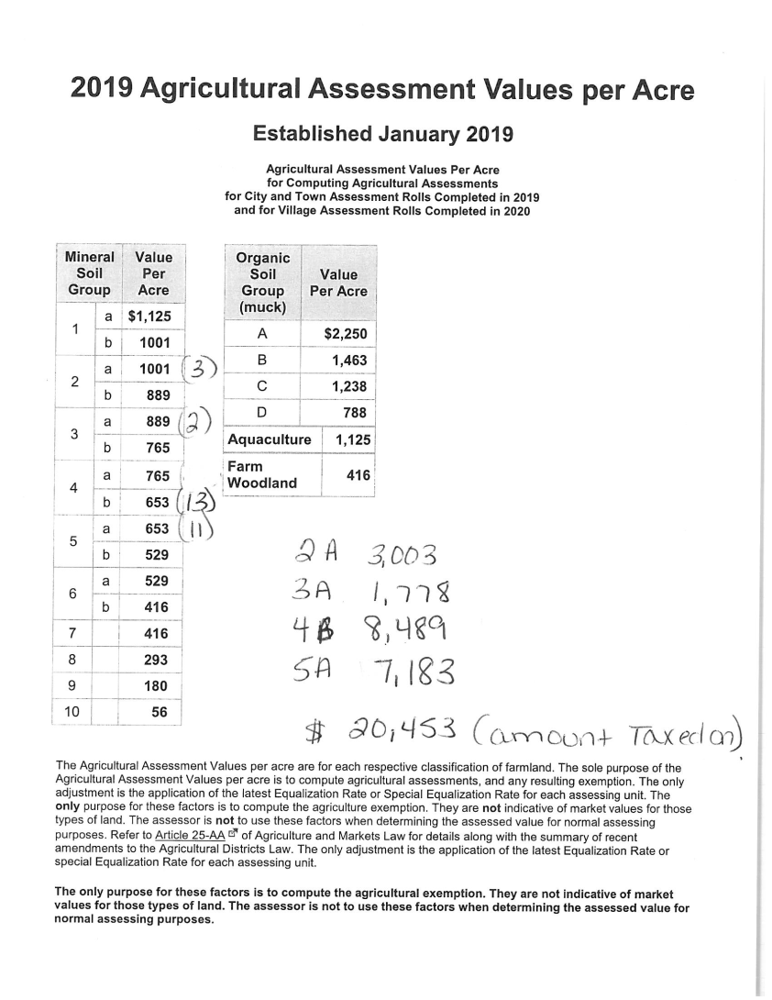 2019 Agricultural Assessment Values per Acre
Established January 2019
Agricultural Assessment Values Per Acre
for Computing Agricultural Assessments
for City and Town Assessment Rolls Completed in 2019
and for Village Assessment Rolls Completed in 2020
Mineral Soil Group Value Per Acre
1 a $1,125
b 1001
2 a 1001 (3)
b 889
3 a 889 (2)
b 765
4 a 765
b 653 (13)
5 a 653 (11)
b 529
6 a 529
b 416
7 416
8 293
9 180
10 56
Organic Soil Group (muck) Value Per Acre
A $2,250
B 1,463
C 1,238
D 788
Aquaculture 1,125
Farm Woodland 416
2A 3,003
3A 1,778
4B 8,489
5A 7,183
$ 20,453 (amount Taxed on)
The Agricultural Assessment Values per acre are for each respective classification of farmland. The sole purpose of the
Agricultural Assessment Values per acre is to compute agricultural assessments, and any resulting exemption. The only
adjustment is the application of the latest Equalization Rate or Special Equalization Rate for each assessing unit. The
only purpose for these factors is to compute the agriculture exemption. They are not indicative of market values for those
types of land. The assessor is not to use these factors when determining the assessed value for normal assessing
purposes. Refer to Article 25-AA of Agriculture and Markets Law for details along with the summary of recent
amendments to the Agricultural Districts Law. The only adjustment is the application of the latest Equalization Rate or
special Equalization Rate for each assessing unit.
The only purpose for these factors is to compute the agricultural exemption. They are not indicative of market
values for those types of land. The assessor is not to use these factors when determining the assessed value for
normal assessing purposes.